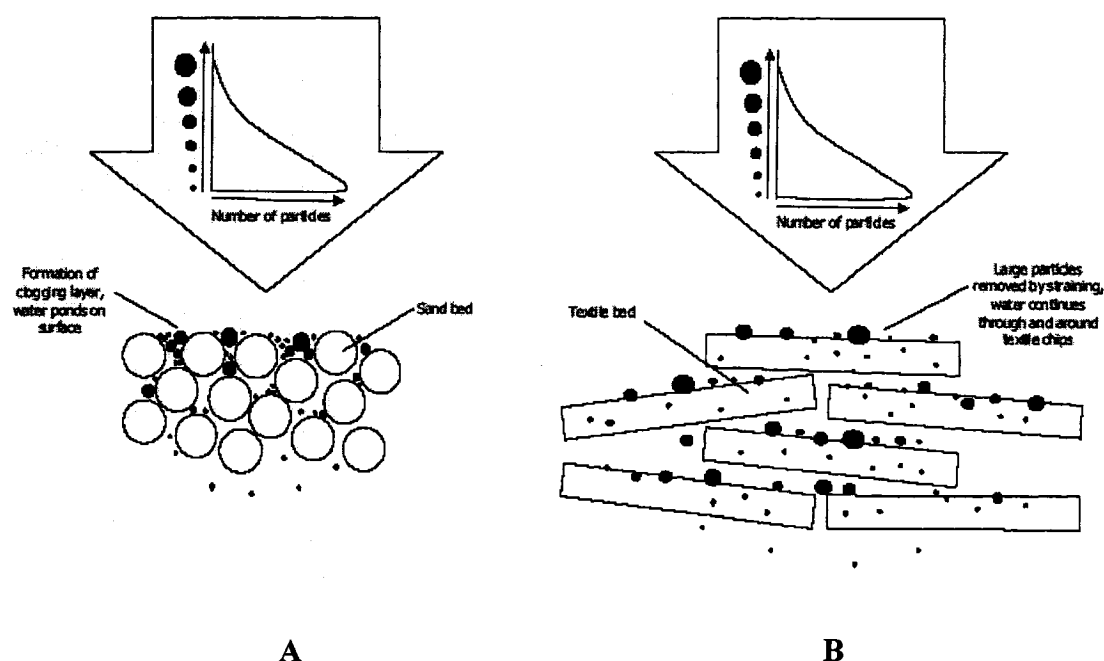 Number of particles
Formation of
clogging layer,
water ponds on
surface
Sand bed
A
Number of particles
Textile bed
Large particles
removed by straining,
water continues
through and around
textile chips
B